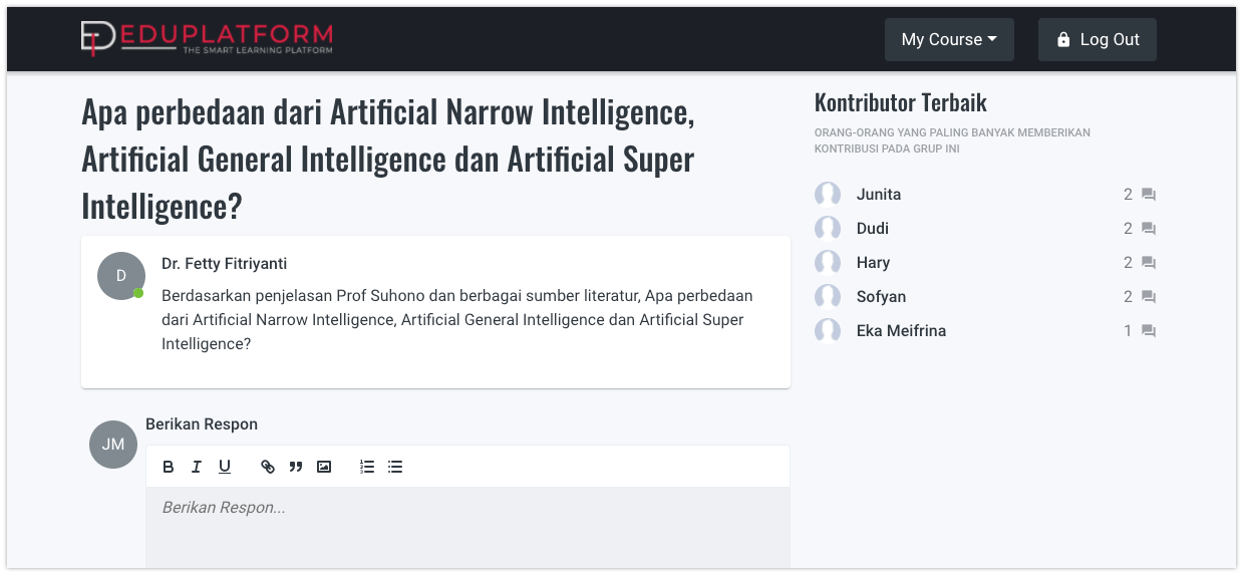 EDUPLATFORM
THE SMART LEARNING PLATFORM
My Course
Log Out
Apa perbedaan dari Artificial Narrow Intelligence,
Artificial General Intelligence dan Artificial Super
Intelligence?
D
Dr. Fetty Fitriyanti
Berdasarkan penjelasan Prof Suhono dan berbagai sumber literatur, Apa perbedaan
dari Artificial Narrow Intelligence, Artificial General Intelligence dan Artificial Super
Intelligence?
JM
Berikan Respon
B I U
Berikan Respon...
Kontributor Terbaik
ORANG-ORANG YANG PALING BANYAK MEMBERIKAN
KONTRIBUSI PADA GRUP INI
Junita 2
Dudi 2
Hary 2
Sofyan 2
Eka Meifrina 1